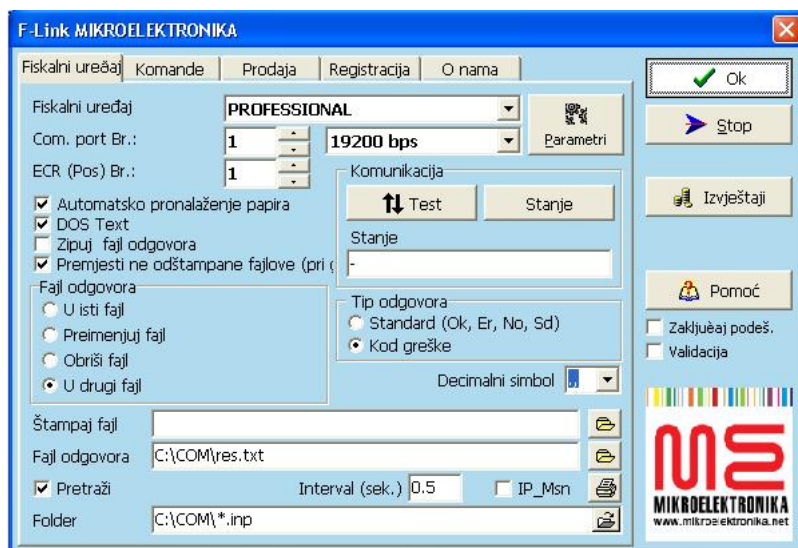 F-Link MIKROELEKTRONIKA
Fiskalni uređaj Komande Prodaja Registracija O nama
Fiskalni uređaj PROFESSIONAL
Com. port Br.: 1 19200 bps
Parametri
ECR (Pos) Br.: 1
Automatsko pronalaženje papira
DOS Text
Zipuj fajl odgovora
Premjesti ne odštampane fajlove (pri
Komunikacija
Test Stanje
Stanje
-
Fajl odgovora
U isti fajl
Preimenjuj fajl
Obriši fajl
U drugi fajl
Tip odgovora
Standard (Ok, Er, No, Sd)
Kod greške
Decimalni simbol
Štampaj fajl
Fajl odgovora C:\COM\res.txt
Pretraži Interval (sek.) 0.5 IP_Msn
Folder C:\COM\*.inp
Ok
Stop
Izvještaji
Pomoć
Zakljuèaj podeš.
Validacija
MIKROELEKTRONIKA
www.mikroelektronika.net